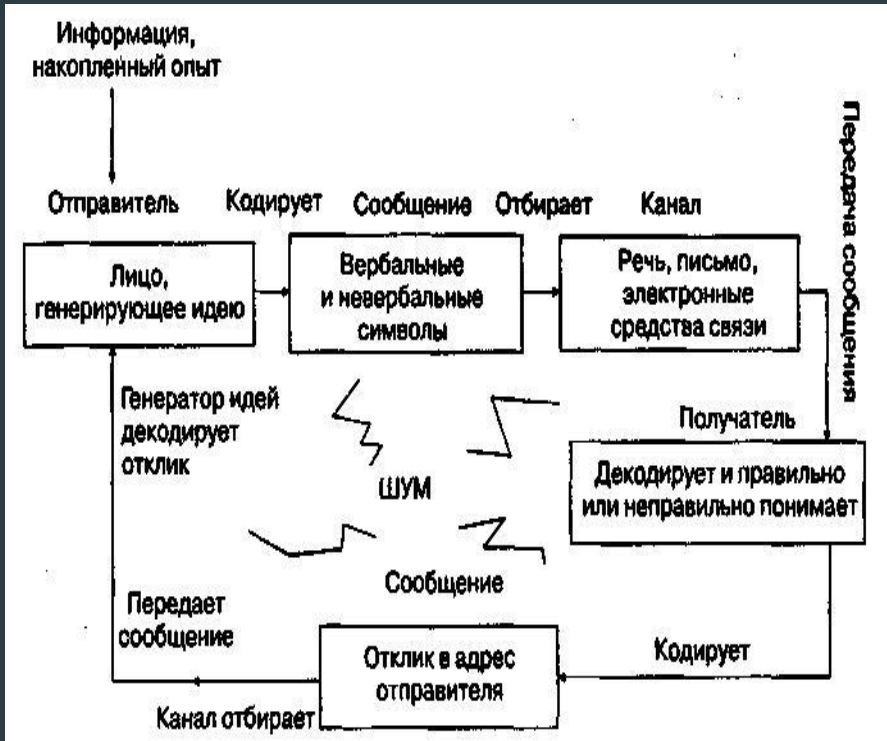 Информация,
накопленный опыт
Отправитель
Кодирует
Сообщение
Отбирает
Канал
Передача сообщения
Лицо,
генерирующее идею
Вербальные
и невербальные
символы
Речь, письмо,
электронные
средства связи
Генератор идей
декодирует
отклик
ШУМ
Получатель
Декодирует и правильно
или неправильно понимает
Сообщение
Передает
сообщение
Отклик в адрес
отправителя
Кодирует
Канал отбирает